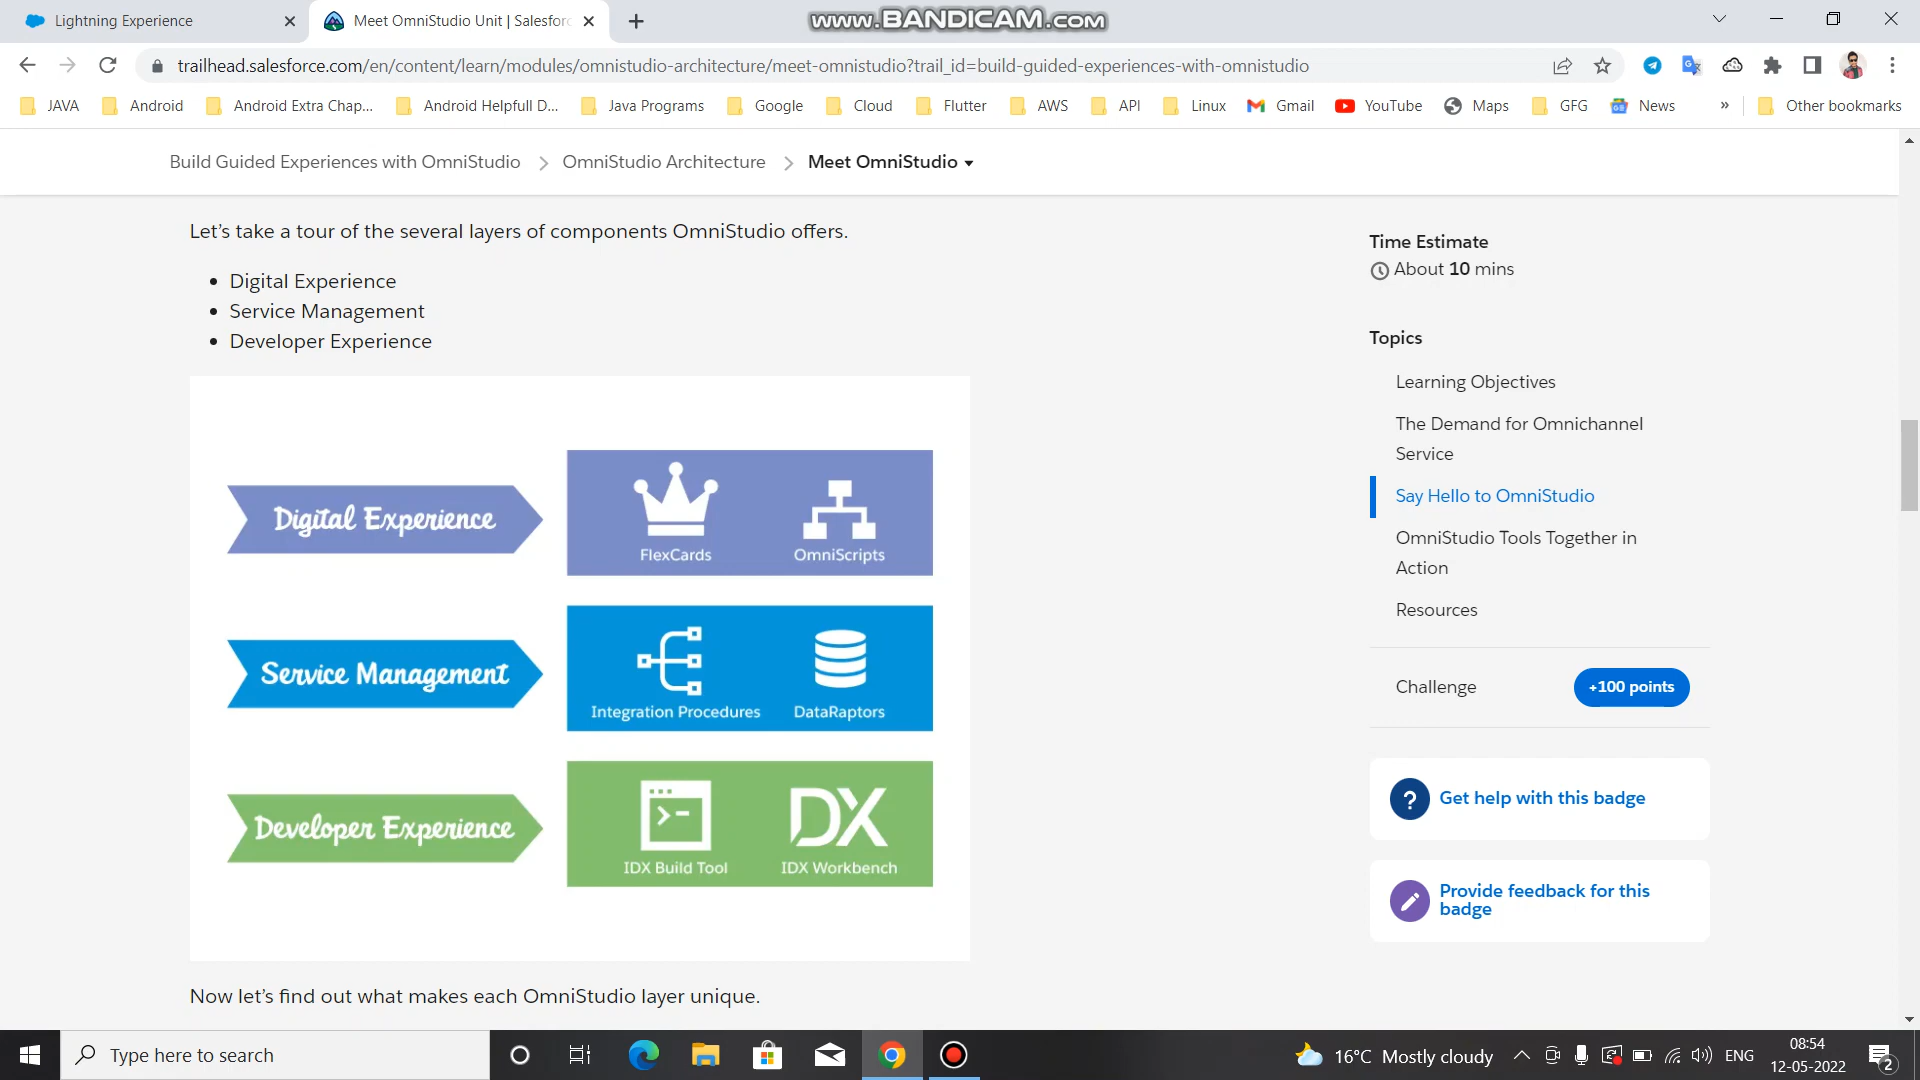 Lightning Experience
Meet OmniStudio Unit | Salesforc
www.BANDICAM.com
trailhead.salesforce.com/en/content/learn/modules/omnistudio-architecture/meet-omnistudio?trail_id=build-guided-experiences-with-omnistudio
JAVA Android Android Extra Chap... Android Helpfull D... Java Programs Google Cloud Flutter AWS API Linux Gmail YouTube Maps GFG News » Other bookmarks
Build Guided Experiences with OmniStudio > OmniStudio Architecture > Meet OmniStudio
Let’s take a tour of the several layers of components OmniStudio offers.
• Digital Experience
• Service Management
• Developer Experience
Digital Experience
FlexCards OmniScripts
Service Management
Integration Procedures DataRaptors
Developer Experience
DX
IDX Build Tool IDX Workbench
Now let’s find out what makes each OmniStudio layer unique.
Time Estimate
About 10 mins
Topics
Learning Objectives
The Demand for Omnichannel
Service
Say Hello to OmniStudio
OmniStudio Tools Together in
Action
Resources
Challenge +100 points
Get help with this badge
Provide feedback for this
badge
Type here to search
16°C Mostly cloudy
ENG
08:54
12-05-2022
2